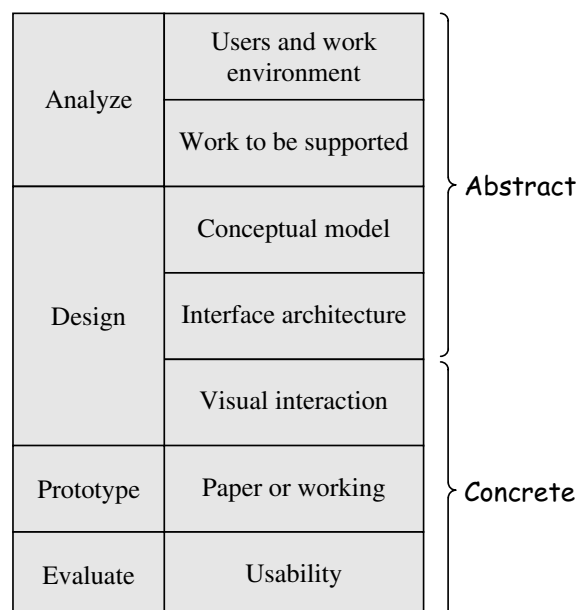 Analyze
Users and work
environment
Work to be supported
Abstract
Design
Conceptual model
Interface architecture
Visual interaction
Prototype
Paper or working
Concrete
Evaluate
Usability